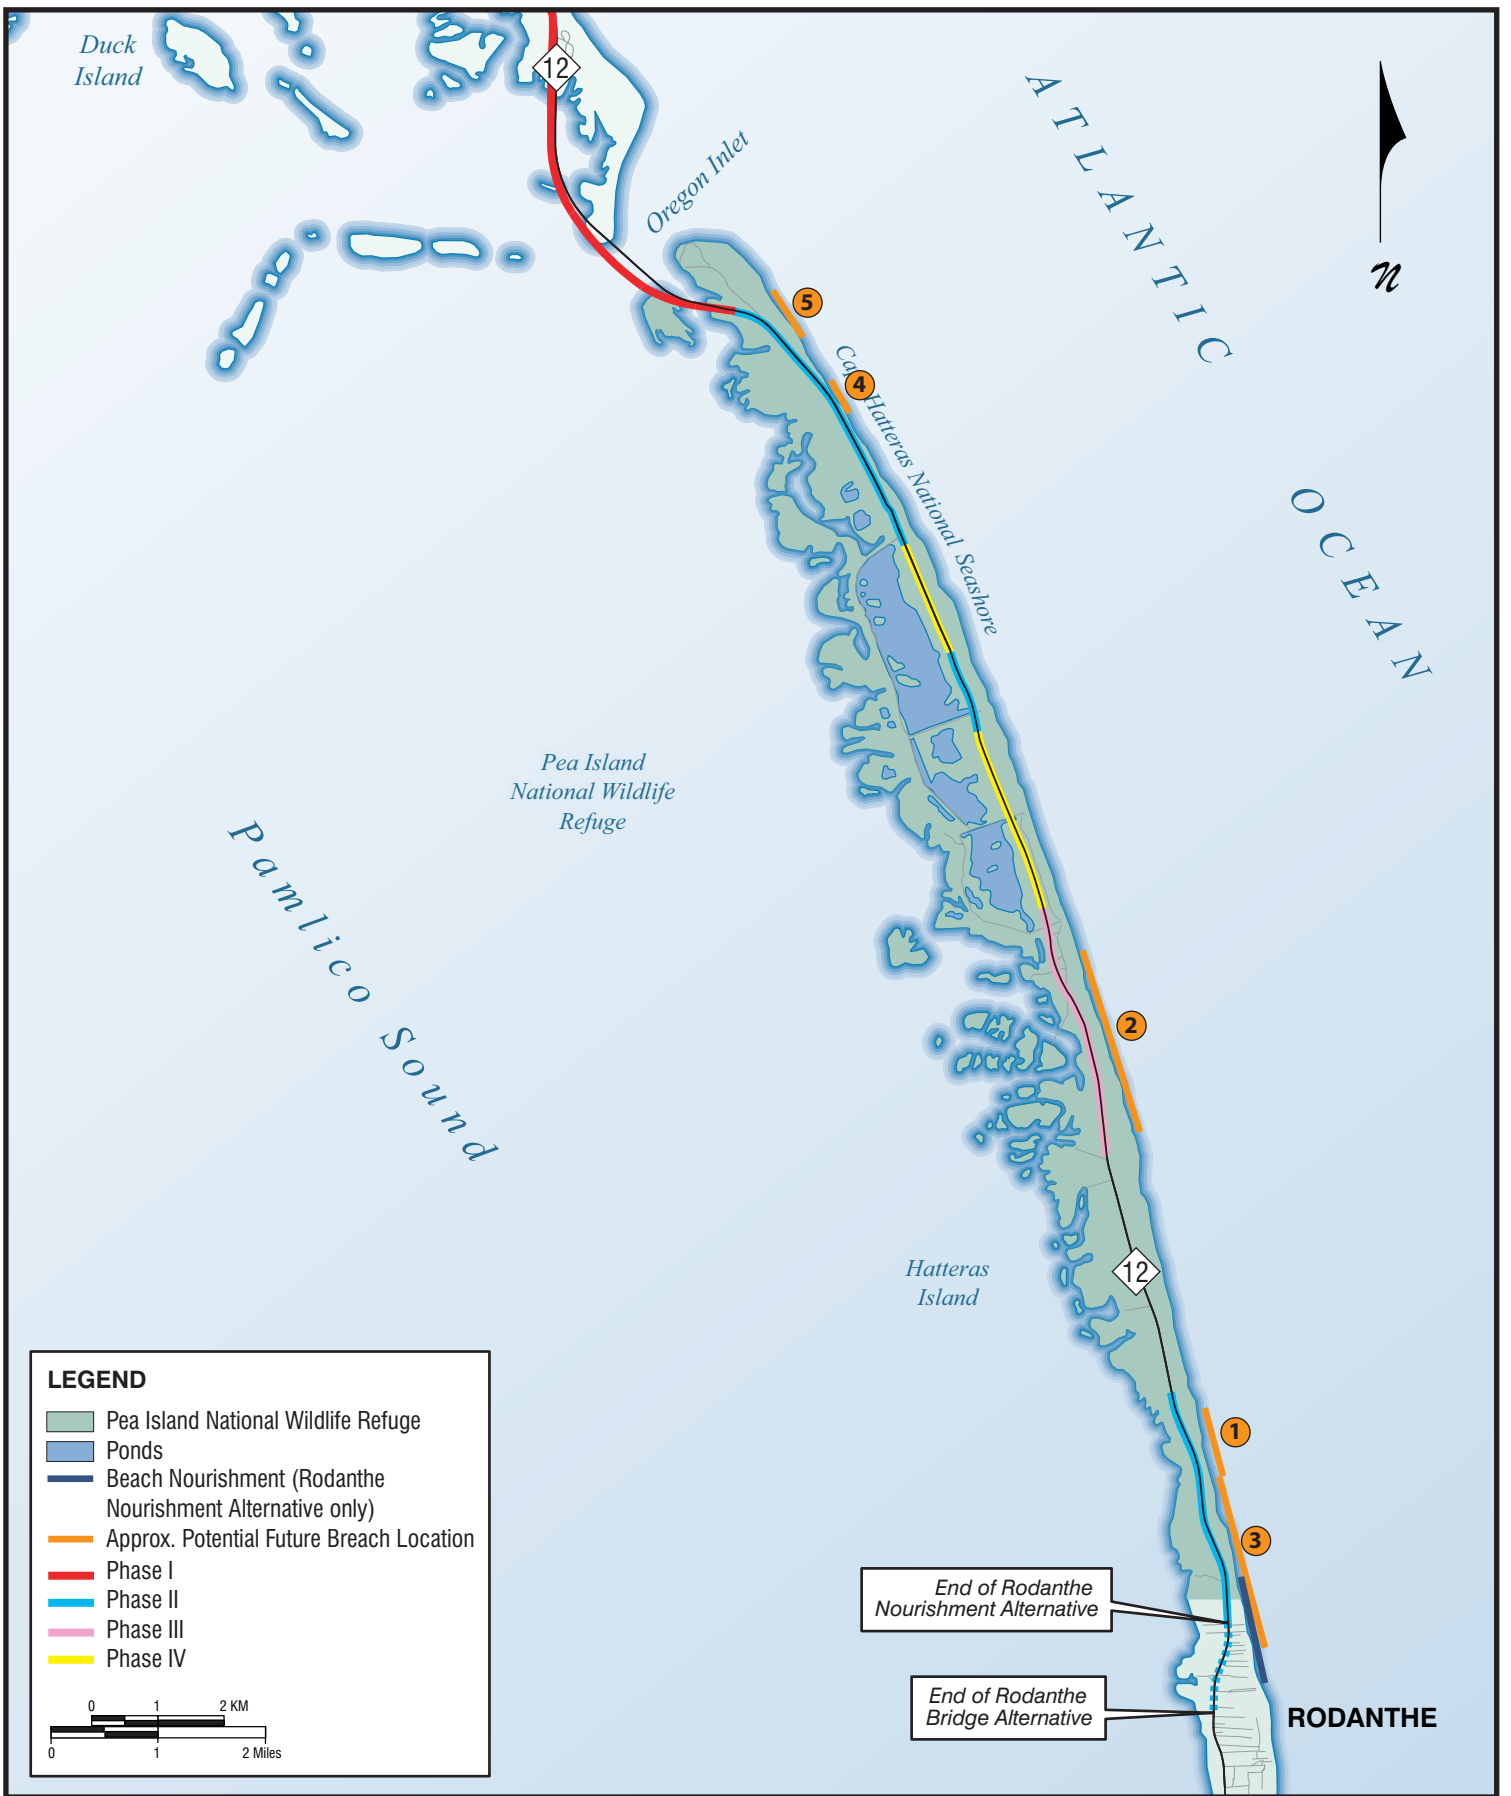 Duck
Island
12
Oregon Inlet
ATLANTIC
OCEAN
N
5
4
Hatteras National Seashore
Pea Island
National Wildlife
Refuge
Pamlico Sound
2
Hatteras
Island
12
1
3
End of Rodanthe
Nourishment Alternative
End of Rodanthe
Bridge Alternative
RODANTHE
LEGEND
Pea Island National Wildlife Refuge
Ponds
Beach Nourishment (Rodanthe
Nourishment Alternative only)
Approx. Potential Future Breach Location
Phase I
Phase II
Phase III
Phase IV
0 1 2 KM
0 1 2 Miles